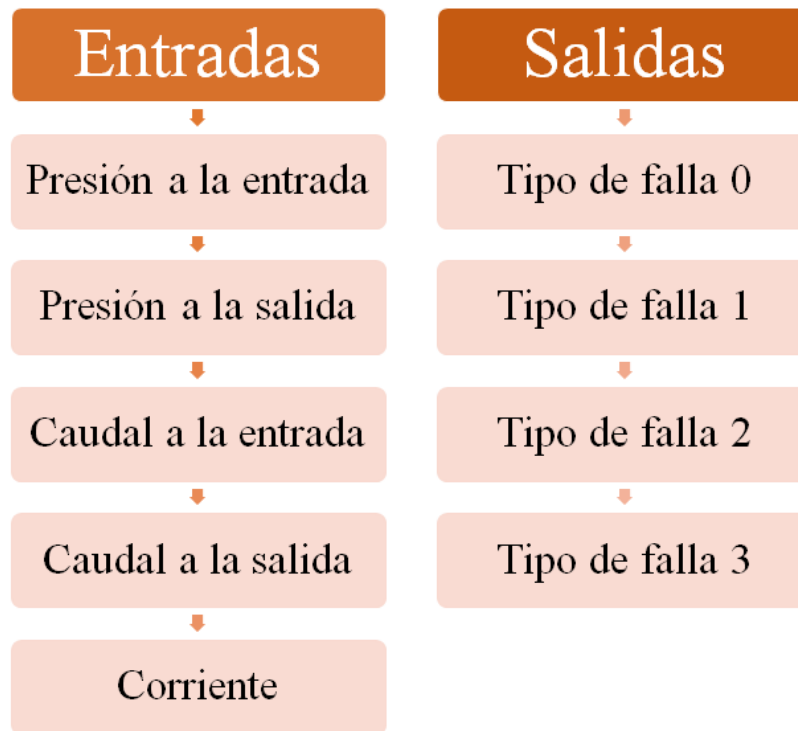 Entradas
Presión a la entrada
Presión a la salida
Caudal a la entrada
Caudal a la salida
Corriente
Salidas
Tipo de falla 0
Tipo de falla 1
Tipo de falla 2
Tipo de falla 3